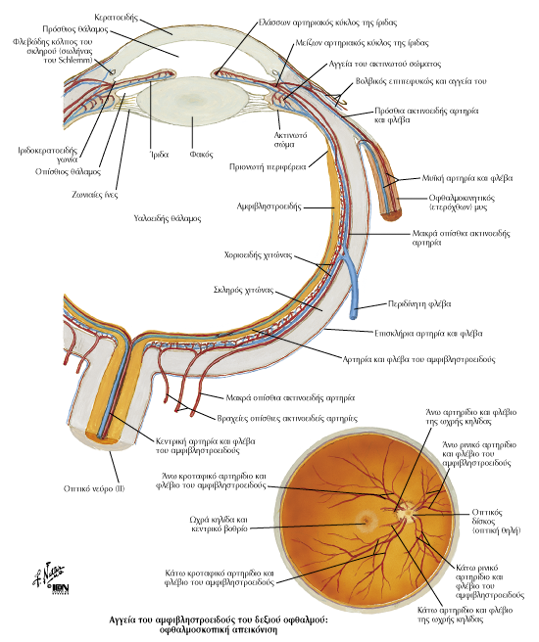 Κερατοειδής
Πρόσθιος θάλαμος
Φλεβώδης κόλπος του
σκληρού (σωλήνας
του Schlemm)
Ελάσσων αρτηριακός κύκλος της ίριδας
Μείζων αρτηριακός κύκλος της ίριδας
Αγγεία του ακτινωτού σώματος
Βολβικός επιπεφυκώς και αγγεία του
Πρόσθια ακτινοειδής αρτηρία
και φλέβα
Ιριδοκερατοειδής
γωνία
Οπίσθιος θάλαμος
Ίριδα
Φακός
Ακτινωτό
σώμα
Πριονωτή περιφέρεια
Ζωνιαίες ίνες
Μυϊκή αρτηρία και φλέβα
Οφθαλμοκινητικός
(ετερόχθων) μυς
Αμφιβληστροειδής
Υαλοειδής θάλαμος
Μακρά οπίσθια ακτινοειδής
αρτηρία
Χοριοειδής χιτώνας
Σκληρός χιτώνας
Περιδίνητη φλέβα
Επισκλήρια αρτηρία και φλέβα
Αρτηρία και φλέβα του αμφιβληστροειδούς
Μακρά οπίσθια ακτινοειδής αρτηρία
Βραχείες οπίσθιες ακτινοειδείς αρτηρίες
Κεντρική αρτηρία και φλέβα
του αμφιβληστροειδούς
Οπτικό νεύρο (ΙΙ)
Άνω αρτηρίδιο και φλέβιο
της ωχρής κηλίδας
Άνω ρινικό αρτηρίδιο
και φλέβιο του
αμφιβληστροειδούς
Άνω κροταφικό αρτηρίδιο και
φλέβιο του αμφιβληστροειδούς
Οπτικός
δίσκος
(οπτική θηλή)
Ωχρά κηλίδα και
κεντρικό βοθρίο
Κάτω κροταφικό αρτηρίδιο και
φλέβιο του αμφιβληστροειδούς
Κάτω ρινικό
αρτηρίδιο και
φλέβιο του
αμφιβληστροειδούς
Κάτω αρτηρίδιο και φλέβιο
της ωχρής κηλίδας
Αγγεία του αμφιβληστροειδούς του δεξιού οφθαλμού:
οφθαλμοσκοπική απεικόνιση